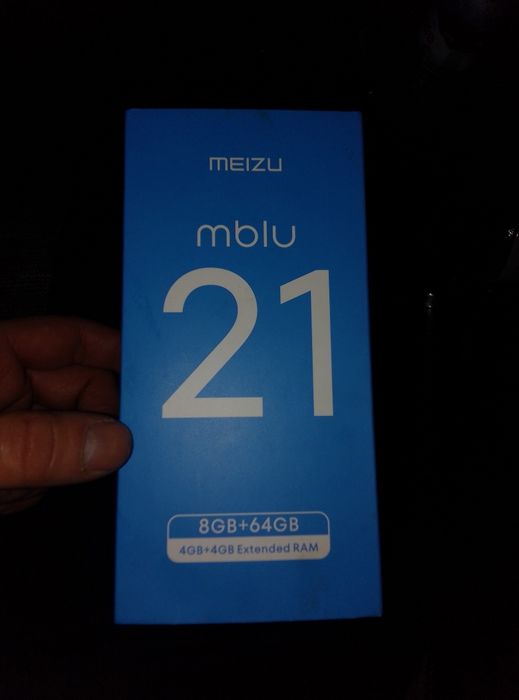 MEIZU
mblu
21
8GB+64GB
4GB+4GB Extended RAM